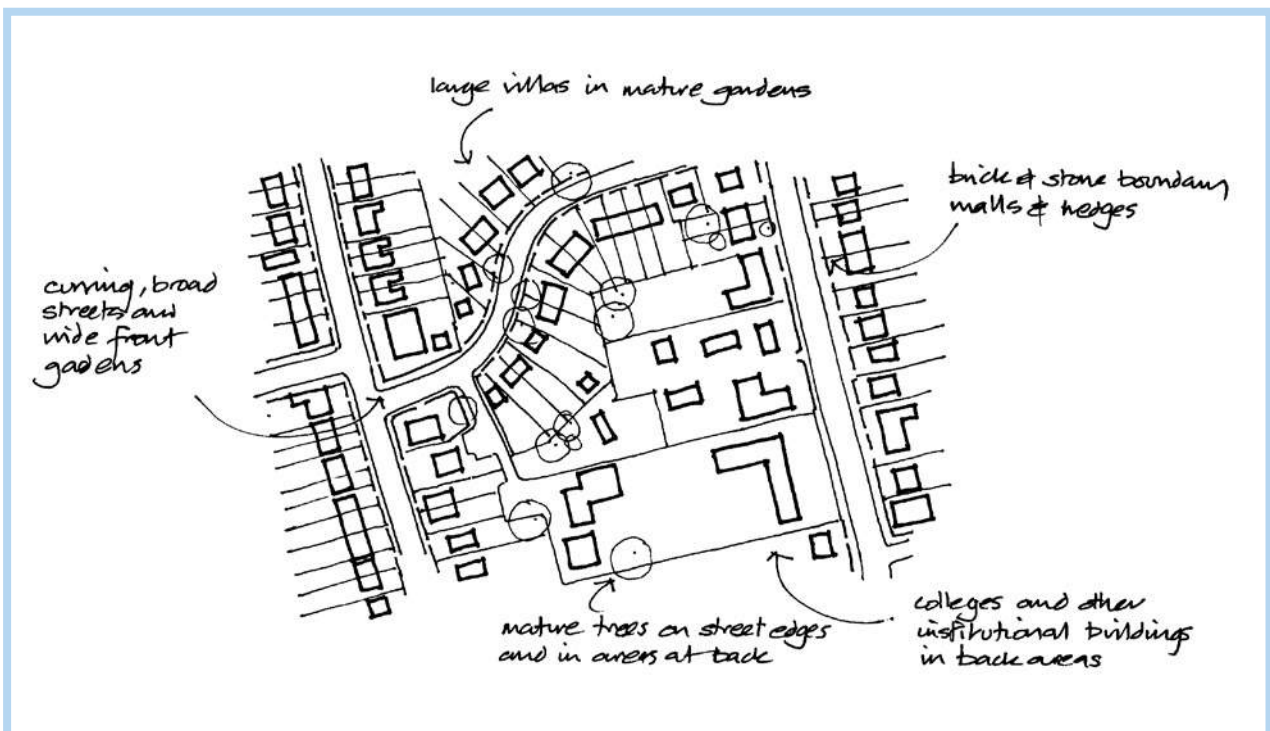 large villas in mature gardens
brick & stone boundary
walls & hedges
curving, broad
streets and
wide front
gadens
mature trees on street edges
and in areas at back
colleges and other
institutional buildings
in back areas